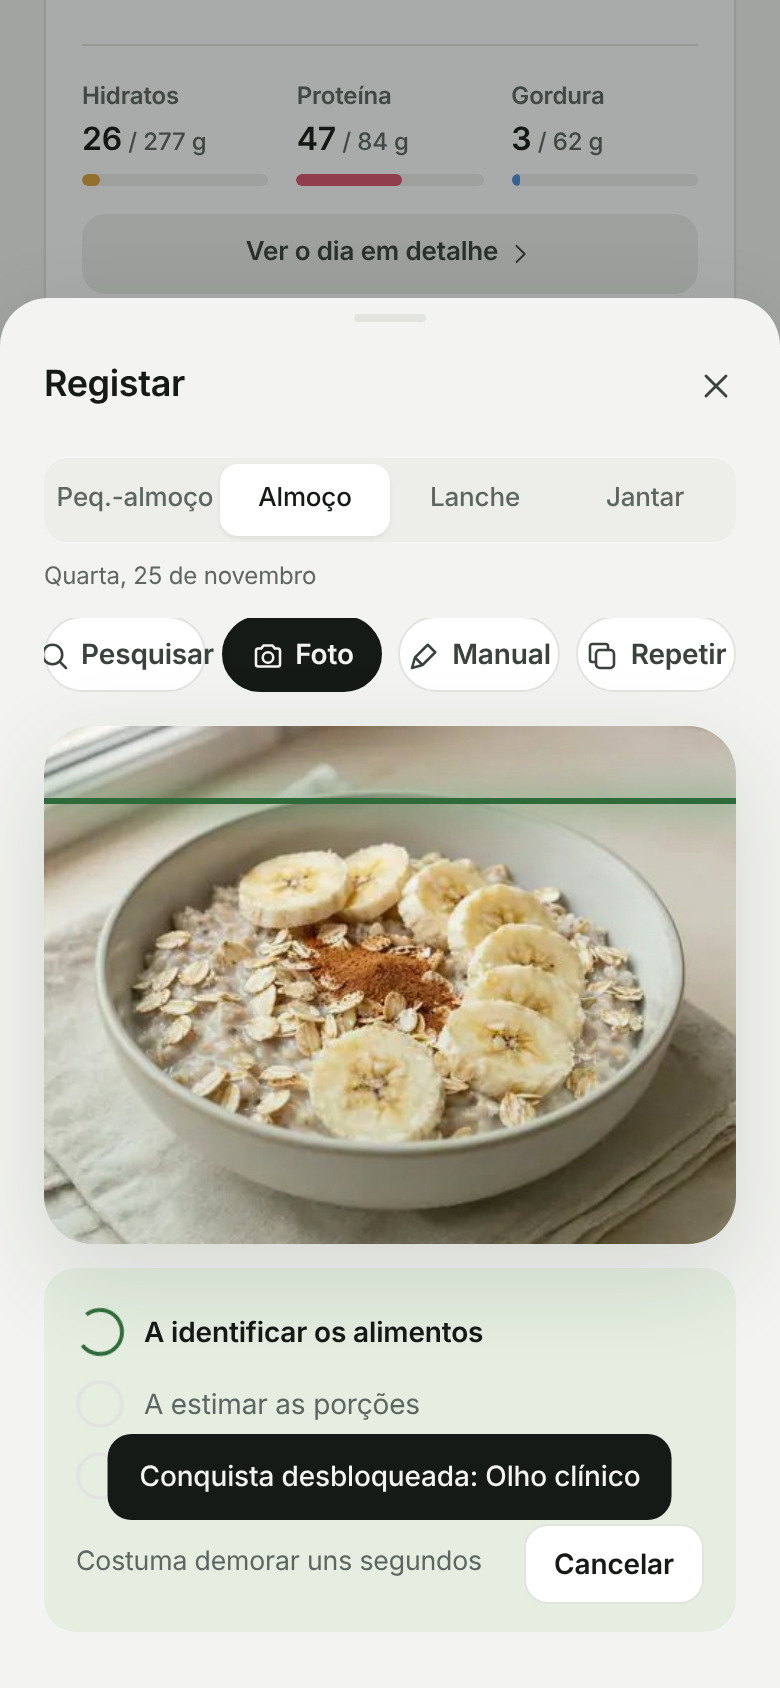 Hidratos
Proteína
Gordura
26 / 277 g
47 / 84 g
3 / 62 g
Ver o dia em detalhe
Registar
Peq.-almoço
Almoço
Lanche
Jantar
Quarta, 25 de novembro
Pesquisar
Foto
Manual
Repetir
A identificar os alimentos
A estimar as porções
Conquista desbloqueada: Olho clínico
Costuma demorar uns segundos
Cancelar